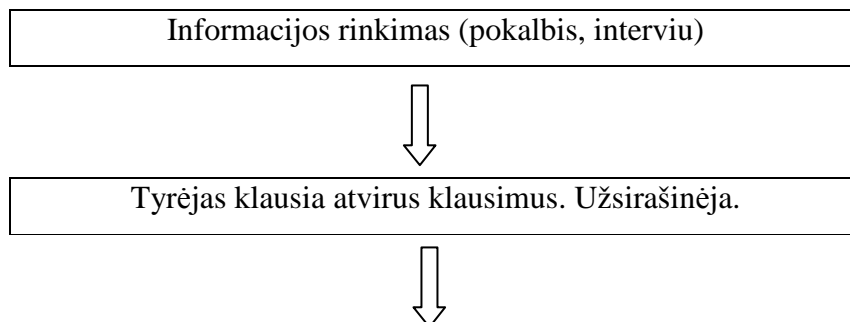 Informacijos rinkimas (pokalbis, interviu)
Tyrėjas klausia atvirus klausimus. Užsirašinėja.